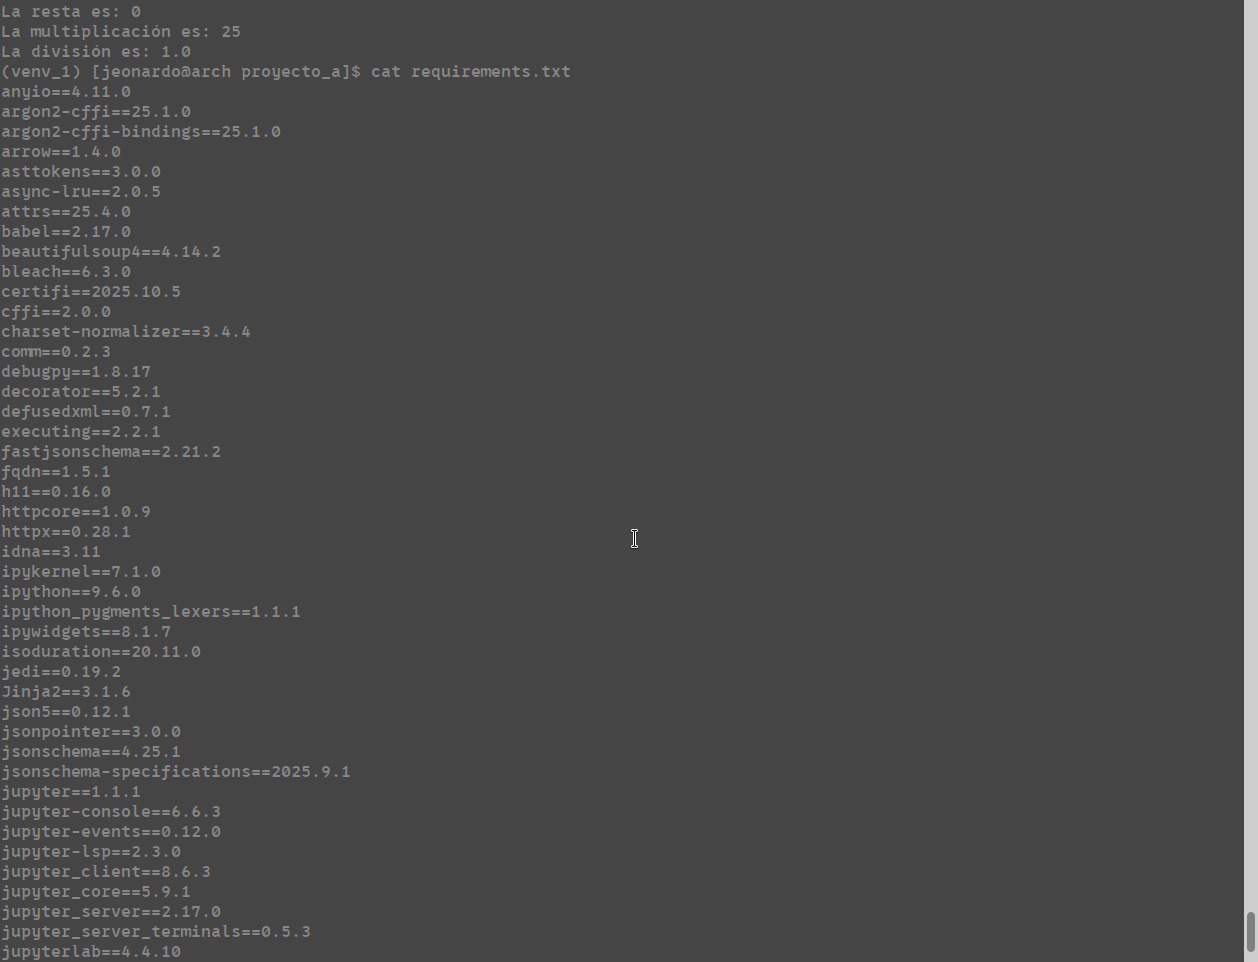 La resta es: 0
La multiplicación es: 25
La división es: 1.0
(venv_1) [jeonardo@arch proyecto_a]$ cat requirements.txt
anyio==4.11.0
argon2-cffi==25.1.0
argon2-cffi-bindings==25.1.0
arrow==1.4.0
asttokens==3.0.0
async-lru==2.0.5
attrs==25.4.0
babel==2.17.0
beautifulsoup4==4.14.2
bleach==6.3.0
certifi==2025.10.5
cffi==2.0.0
charset-normalizer==3.4.4
comm==0.2.3
debugpy==1.8.17
decorator==5.2.1
defusedxml==0.7.1
executing==2.2.1
fastjsonschema==2.21.2
fqdn==1.5.1
h11==0.16.0
httpcore==1.0.9
httpx==0.28.1
idna==3.11
ipykernel==7.1.0
ipython==9.6.0
ipython_pygments_lexers==1.1.1
ipywidgets==8.1.7
isoduration==20.11.0
jedi==0.19.2
Jinja2==3.1.6
json5==0.12.1
jsonpointer==3.0.0
jsonschema==4.25.1
jsonschema-specifications==2025.9.1
jupyter==1.1.1
jupyter-console==6.6.3
jupyter-events==0.12.0
jupyter-lsp==2.3.0
jupyter_client==8.6.3
jupyter_core==5.9.1
jupyter_server==2.17.0
jupyter_server_terminals==0.5.3
jupyterlab==4.4.10